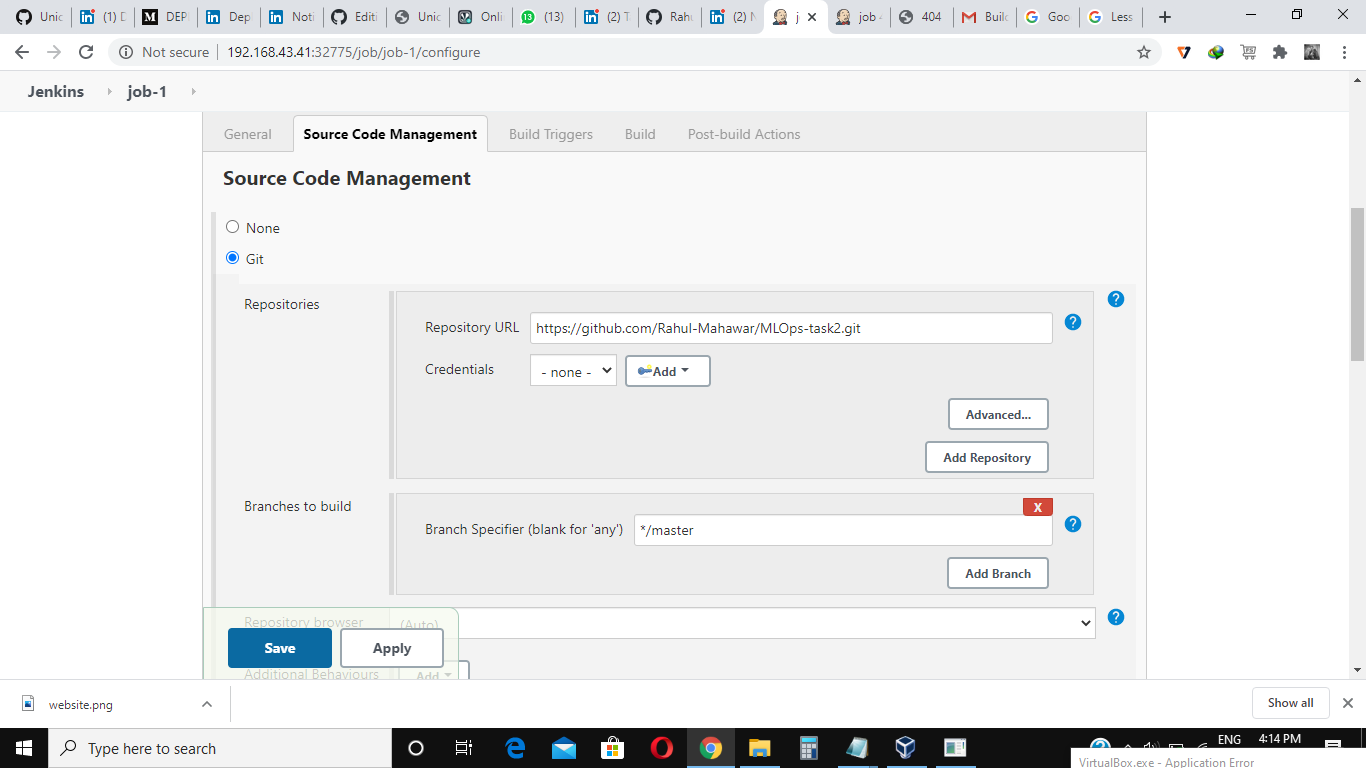 Unic
(1) D
DEPI
Dep
Noti
Editi
Unic
Onli
(13)
(2) T
Rahu
(2) N
j
job
404
Build
Goo
Less
Not secure
192.168.43.41:32775/job/job-1/configure
Jenkins
job-1
General
Source Code Management
Build Triggers
Build
Post-build Actions
Source Code Management
None
Git
Repositories
Repository URL
https://github.com/Rahul-Mahawar/MLOps-task2.git
Credentials
- none -
Add
Advanced...
Add Repository
Branches to build
X
Branch Specifier (blank for 'any')
*/master
Add Branch
Repository browser
(Auto)
Save
Apply
Additional Behaviours
Add
website.png
Show all
Type here to search
ENG
4:14 PM
VirtualBox.exe - Application Error